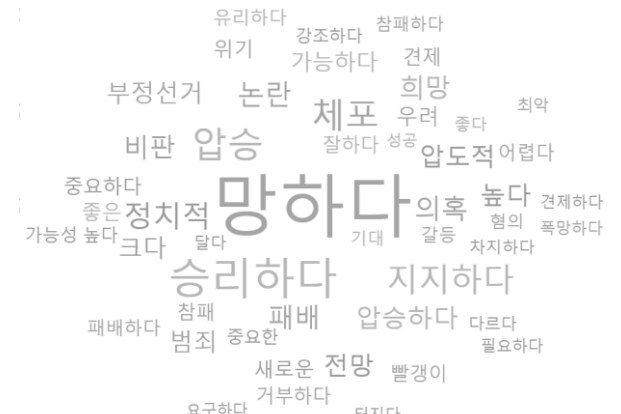 유리하다
참패하다
강조하다
위기
가능하다
견제
부정선거
논란
희망
체포
우려
최악
좋다
비판
압승
잘하다
성공
압도적
어렵다
중요하다
높다
견제하다
좋은
정치적
망하다
의혹
혐의
폭망하다
가능성 높다
크다
달다
기대
갈등
차지하다
승리하다
지지하다
참패
패배
압승하다
다르다
패배하다
범죄
중요한
필요하다
새로운
전망
빨갱이
거부하다
요구하다